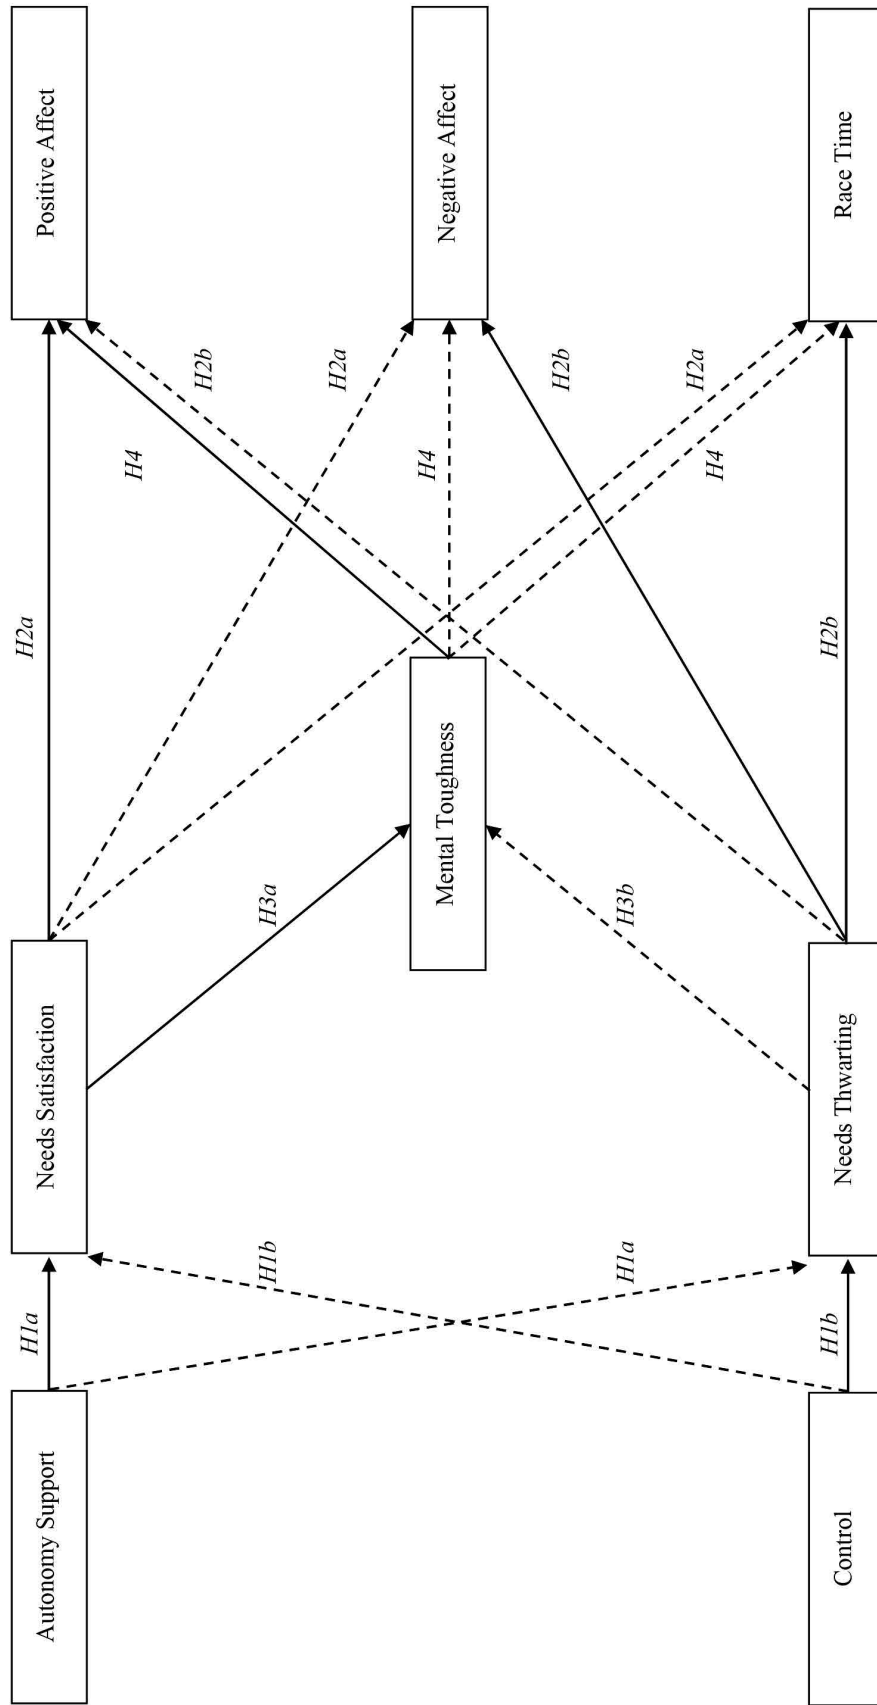 Autonomy Support
Control
H1a
H1b
H1a
H1b
Needs Satisfaction
Needs Thwarting
H3a
H3b
Mental Toughness
H2a
H2b
H4
H4
H4
H2b
H2a
H2b
H2a
Positive Affect
Negative Affect
Race Time